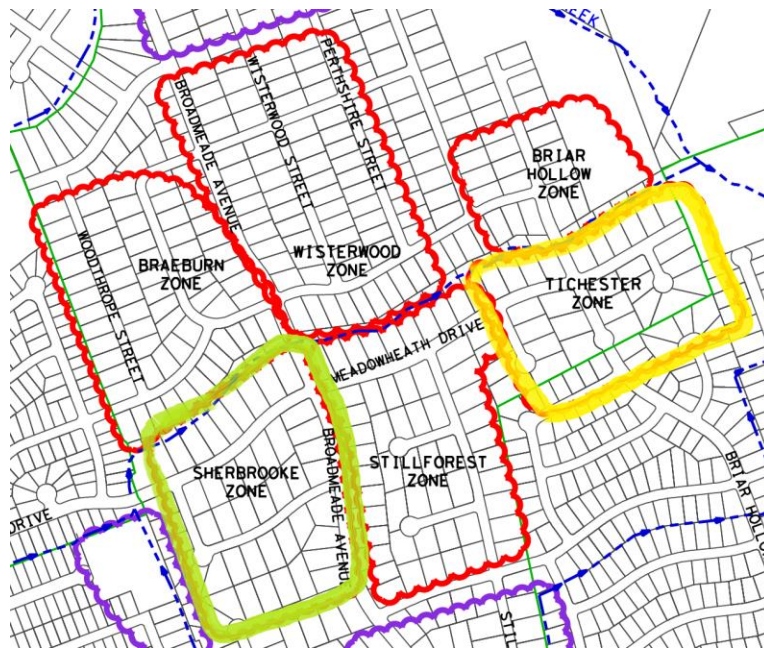 EEK
BROADMEADE AVENUE
WISTERWOOD STREET
PERTHSHIRE STREET
BRIAR
HOLLOW
ZONE
WOODTHROPE STREET
BRAEBURN
ZONE
WISTERWOOD
ZONE
TICHESTER
ZONE
MEADOWHEATH DRIVE
SHERBROOKE
ZONE
BROADMEADE AVENUE
STILLFOREST
ZONE
BRIAR HOLLO
DRIVE
STIL